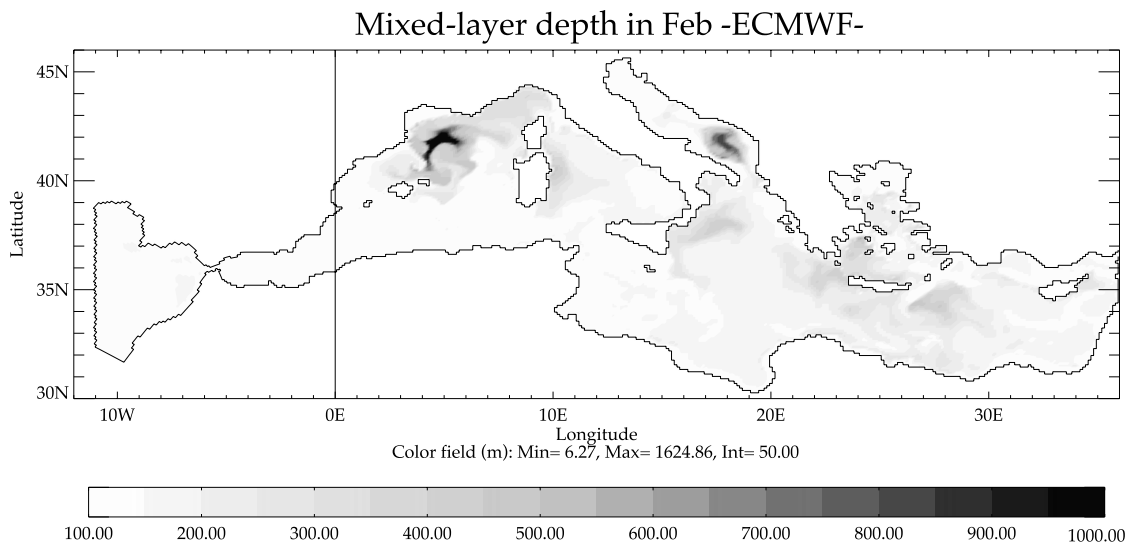 Mixed-layer depth in Feb -ECMWF-
45N
40N
35N
30N
Latitude
10W 0E 10E 20E 30E
Longitude
Color field (m): Min= 6.27, Max= 1624.86, Int= 50.00
100.00 200.00 300.00 400.00 500.00 600.00 700.00 800.00 900.00 1000.00